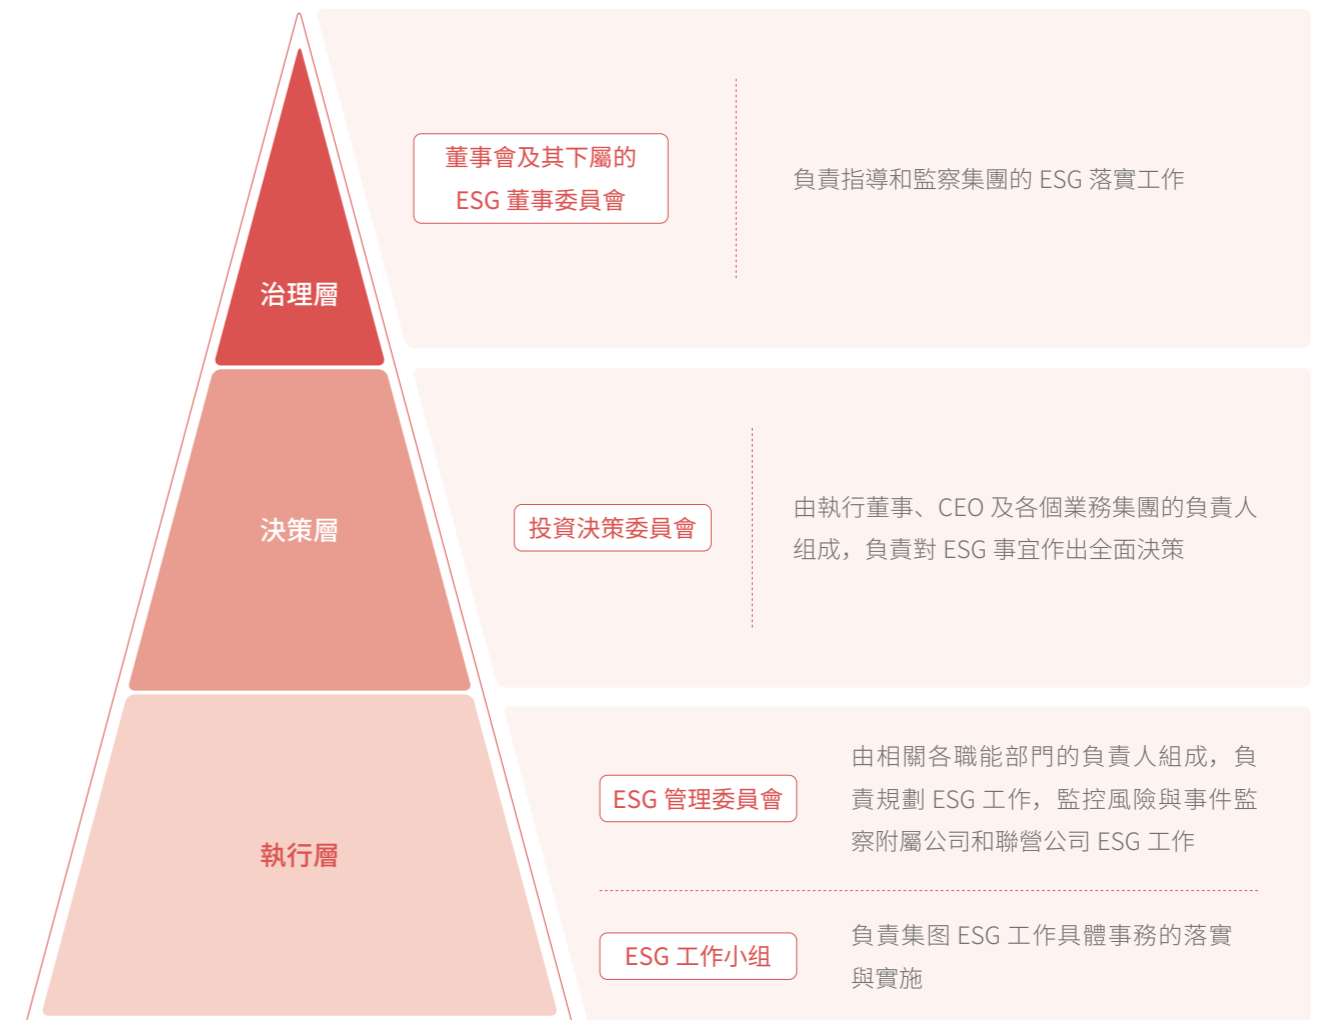 治理層
董事會及其下屬的
ESG 董事委員會
負責指導和監察集團的 ESG 落實工作
決策層
投資決策委員會
由執行董事、CEO 及各個業務集團的負責人
组成，負責對 ESG 事宜作出全面決策
執行層
ESG 管理委員會
由相關各職能部門的負責人組成，負
責規劃 ESG 工作，監控風險與事件監
察附屬公司和聯營公司 ESG 工作
ESG 工作小组
負責集图 ESG 工作具體事務的落實
與實施